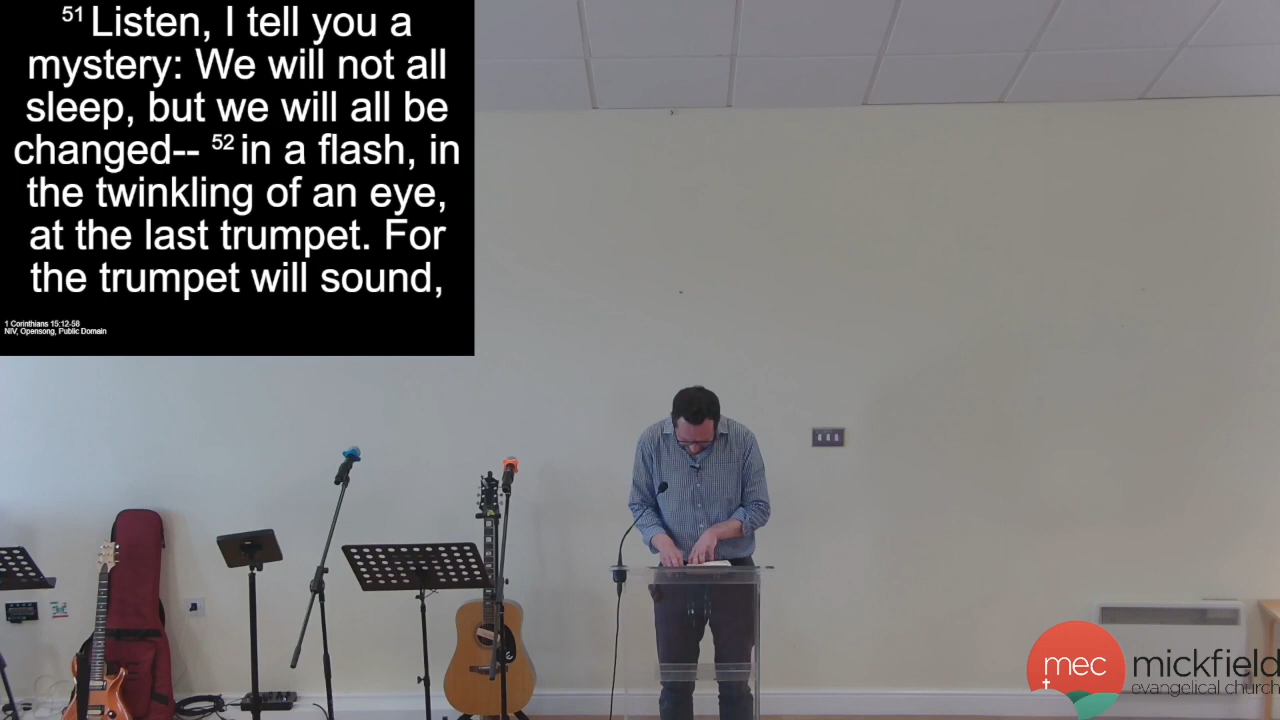 51 Listen, I tell you a
mystery: We will not all
sleep, but we will all be
changed-- 52 in a flash, in
the twinkling of an eye,
at the last trumpet. For
the trumpet will sound,
1 Corinthians 15:12-58
NIV, Opensong, Public Domain
mec mickfield
evangelical church